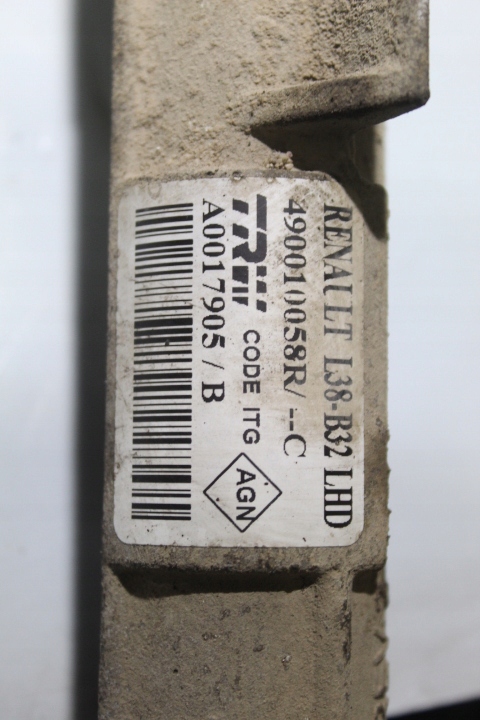 RENAULT L38-B32 LHD
490010058R/ --C
TRW CODE ITG AGN
A0017905 / B